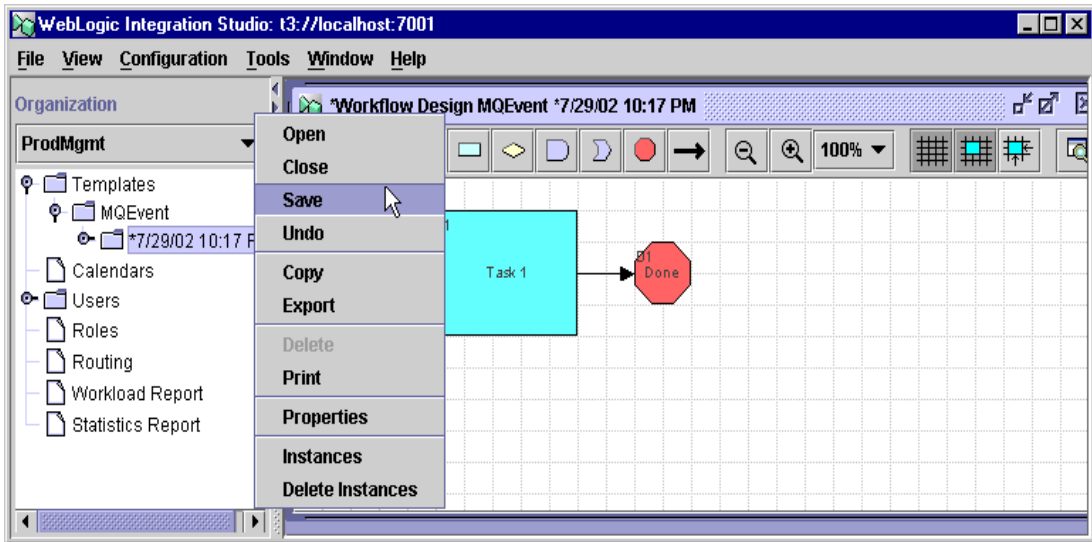 WebLogic Integration Studio: t3://localhost:7001
File View Configuration Tools Window Help
Organization
*Workflow Design MQEvent *7/29/02 10:17 PM
ProdMgmt
100%
Templates
MQEvent
*7/29/02 10:17 P
Calendars
Users
Roles
Routing
Workload Report
Statistics Report
Open
Close
Save
Undo
Copy
Export
Delete
Print
Properties
Instances
Delete Instances
1
Task 1
D1
Done